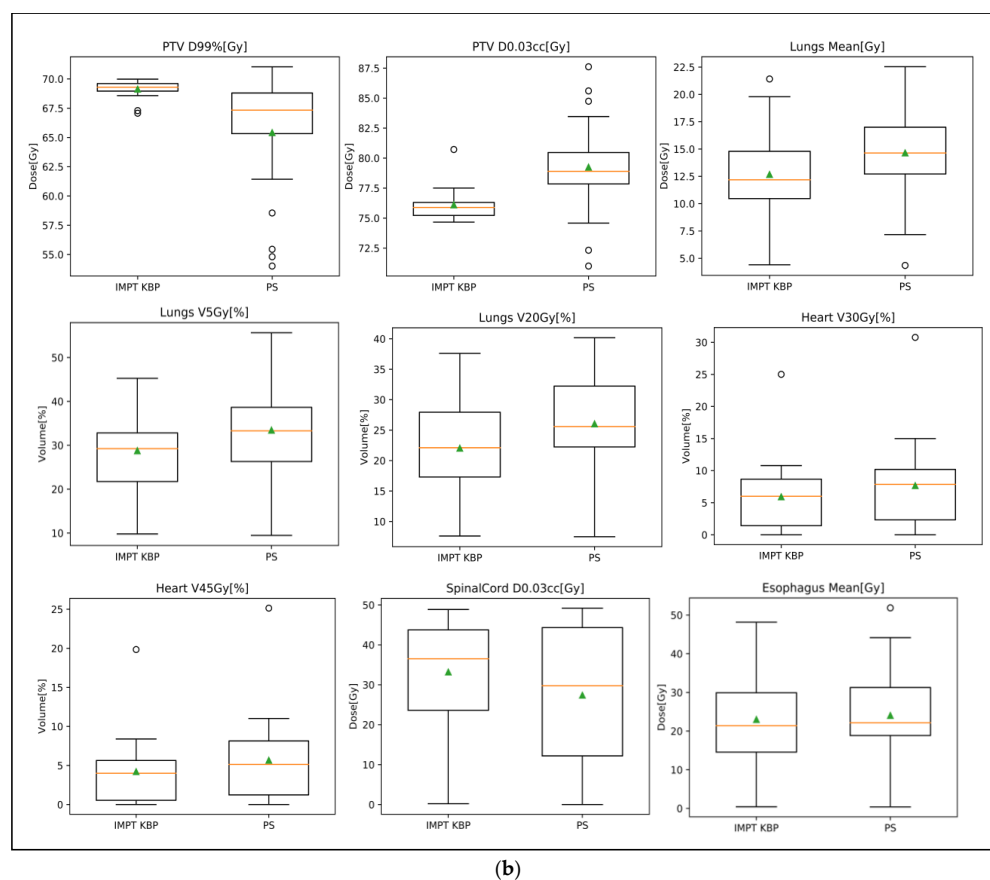 PTV D99%[Gy]
Dose[Gy]
70.0
67.5
65.0
62.5
60.0
57.5
55.0
IMPT KBP
PS
PTV D0.03cc[Gy]
Dose[Gy]
87.5
85.0
82.5
80.0
77.5
75.0
72.5
IMPT KBP
PS
Lungs Mean[Gy]
Dose[Gy]
22.5
20.0
17.5
15.0
12.5
10.0
7.5
5.0
IMPT KBP
PS
Lungs V5Gy[%]
Volume[%]
50
40
30
20
10
IMPT KBP
PS
Lungs V20Gy[%]
Volume[%]
40
35
30
25
20
15
10
IMPT KBP
PS
Heart V30Gy[%]
Volume[%]
30
25
20
15
10
5
0
IMPT KBP
PS
Heart V45Gy[%]
Volume[%]
25
20
15
10
5
0
IMPT KBP
PS
SpinalCord D0.03cc[Gy]
Dose[Gy]
50
40
30
20
10
0
IMPT KBP
PS
Esophagus Mean[Gy]
Dose[Gy]
50
40
30
20
10
0
IMPT KBP
PS
(b)